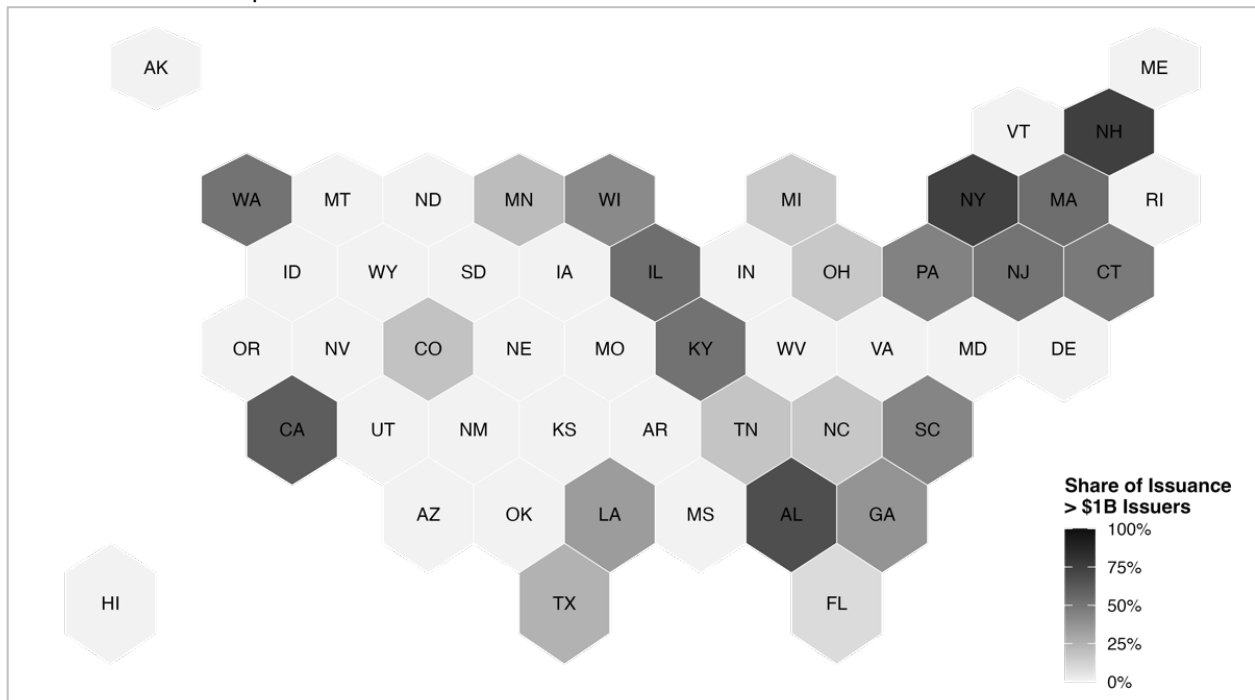 AK
ME
VT
NH
WA
MT
ND
MN
WI
MI
NY
MA
RI
ID
WY
SD
IA
IL
IN
OH
PA
NJ
CT
OR
NV
CO
NE
MO
KY
WV
VA
MD
DE
CA
UT
NM
KS
AR
TN
NC
SC
AZ
OK
LA
MS
AL
GA
HI
TX
FL
Share of Issuance
> $1B Issuers
100%
75%
50%
25%
0%